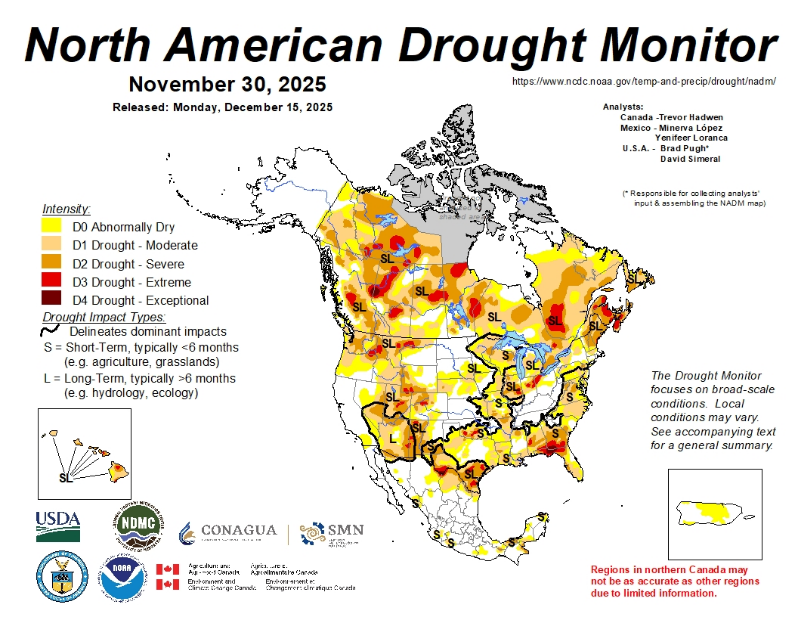 North American Drought Monitor
November 30, 2025
https://www.ncdc.noaa.gov/temp-and-precip/drought/nadm/
Released: Monday, December 15, 2025
Analysts:
Canada -Trevor Hadwen
Mexico - Minerva López
Yenifeer Loranca
U.S.A. - Brad Pugh*
David Simeral
(* Responsible for collecting analysts'
input & assembling the NADM map)
Intensity:
D0 Abnormally Dry
D1 Drought - Moderate
D2 Drought - Severe
D3 Drought - Extreme
D4 Drought - Exceptional
Drought Impact Types:
Delineates dominant impacts
S = Short-Term, typically <6 months
(e.g. agriculture, grasslands)
L = Long-Term, typically >6 months
(e.g. hydrology, ecology)
SL
SL
SL
SL
SL
SL
SL
SL
S
SL
SL
SL
S
S
SL
L
SL
S
S
S
S
SL
S
S
S
S
S
S
SL
The Drought Monitor
focuses on broad-scale
conditions. Local
conditions may vary.
See accompanying text
for a general summary.
USDA
NDMC
CONAGUA
SMN
NOAA
Agriculture and
Agri-Food Canada
Agriculture et
Agroalimentaire Canada
Environment and
Climate Change Canada
Environnement et
Changement climatique Canada
Regions in northern Canada may
not be as accurate as other regions
due to limited information.